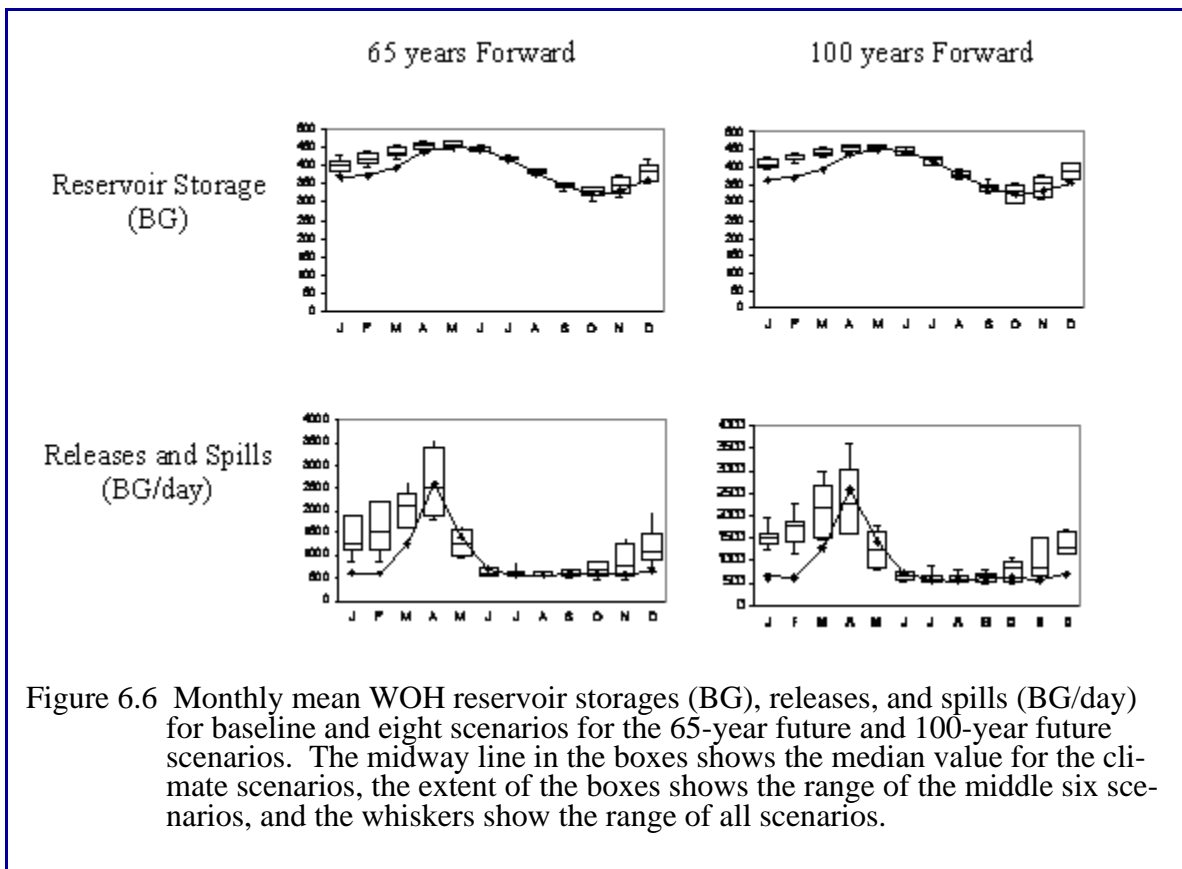 65 years Forward
100 years Forward
Reservoir Storage
(BG)
J F M A M J J A S O N D
J F M A M J J A S O N D
Releases and Spills
(BG/day)
J F M A M J J A S O N D
Figure 6.6 Monthly mean WOH reservoir storages (BG), releases, and spills (BG/day)
for baseline and eight scenarios for the 65-year future and 100-year future
scenarios. The midway line in the boxes shows the median value for the cli-
mate scenarios, the extent of the boxes shows the range of the middle six sce-
narios, and the whiskers show the range of all scenarios.